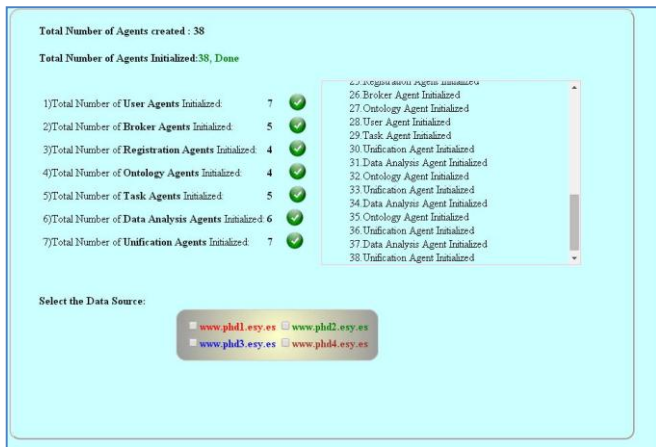 Total Number of Agents created : 38
Total Number of Agents Initialized:38, Done
1)Total Number of User Agents Initialized: 7
2)Total Number of Broker Agents Initialized: 5
3)Total Number of Registration Agents Initialized: 4
4)Total Number of Ontology Agents Initialized: 4
5)Total Number of Task Agents Initialized: 5
6)Total Number of Data Analysis Agents Initialized: 6
7)Total Number of Unification Agents Initialized: 7
25.Registration Agent Initialized
26.Broker Agent Initialized
27.Ontology Agent Initialized
28.User Agent Initialized
29.Task Agent Initialized
30.Unification Agent Initialized
31.Data Analysis Agent Initialized
32.Ontology Agent Initialized
33.Unification Agent Initialized
34.Data Analysis Agent Initialized
35.Ontology Agent Initialized
36.Unification Agent Initialized
37.Data Analysis Agent Initialized
38.Unification Agent Initialized
Select the Data Source:
www.phd1.esy.es www.phd2.esy.es
www.phd3.esy.es www.phd4.esy.es